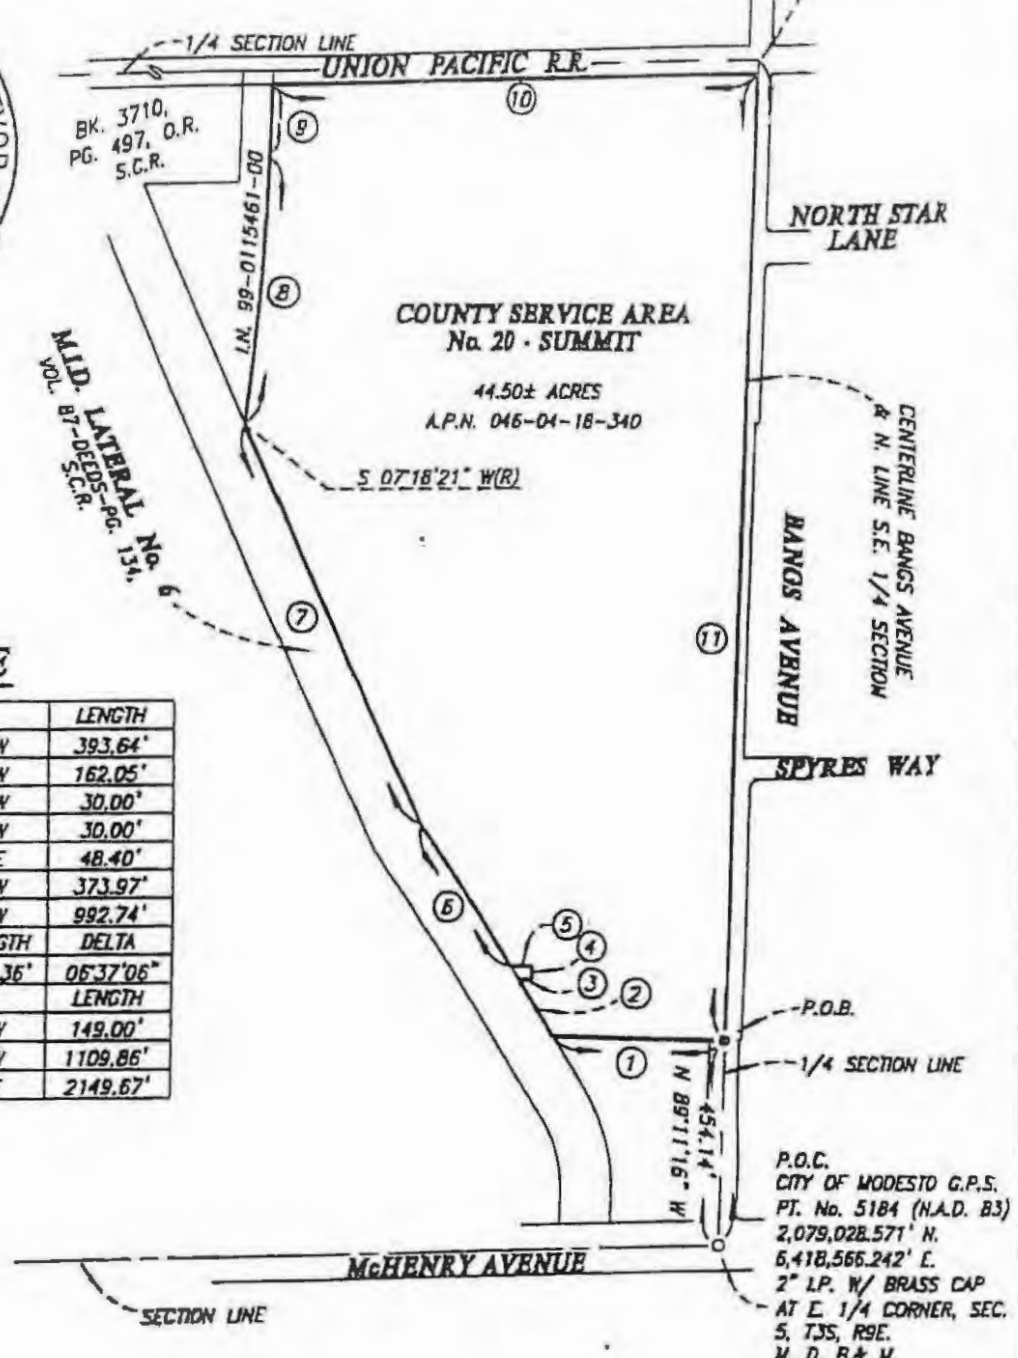 1/4 SECTION LINE
UNION PACIFIC R.R.
10
9
BK. 3710,
PG. 497, O.R.
S.C.R.
I.N. 99-0115461-00
8
NORTH STAR
LANE
COUNTY SERVICE AREA
No. 20 - SUMMIT
44.50± ACRES
A.P.N. 046-04-18-340
S 07°18'21" W(R)
M.I.D. LATERAL No. 6
VOL. 87-DEEDS-PG. 134,
S.C.R.
CENTERLINE BANGS AVENUE
& N. LINE S.E. 1/4 SECTION
BANGS AVENUE
7
11
SPYRES WAY
LENGTH
W 393.64'
W 162.05'
W 30.00'
W 30.00'
E 48.40'
W 373.97'
W 992.74'
GTH DELTA
36' 06°37'06"
LENGTH
W 149.00'
W 1109.86'
E 2149.67'
6
5
4
3
2
1
P.O.B.
1/4 SECTION LINE
454.14'
N 89°11'16" W
P.O.C.
CITY OF MODESTO G.P.S.
PT. No. 5184 (N.A.D. 83)
2,079,028.571' N.
6,418,566.242' E.
2" I.P. W/ BRASS CAP
AT E. 1/4 CORNER, SEC.
5, T3S, R9E.
M. D. B.& M.
McHENRY AVENUE
SECTION LINE